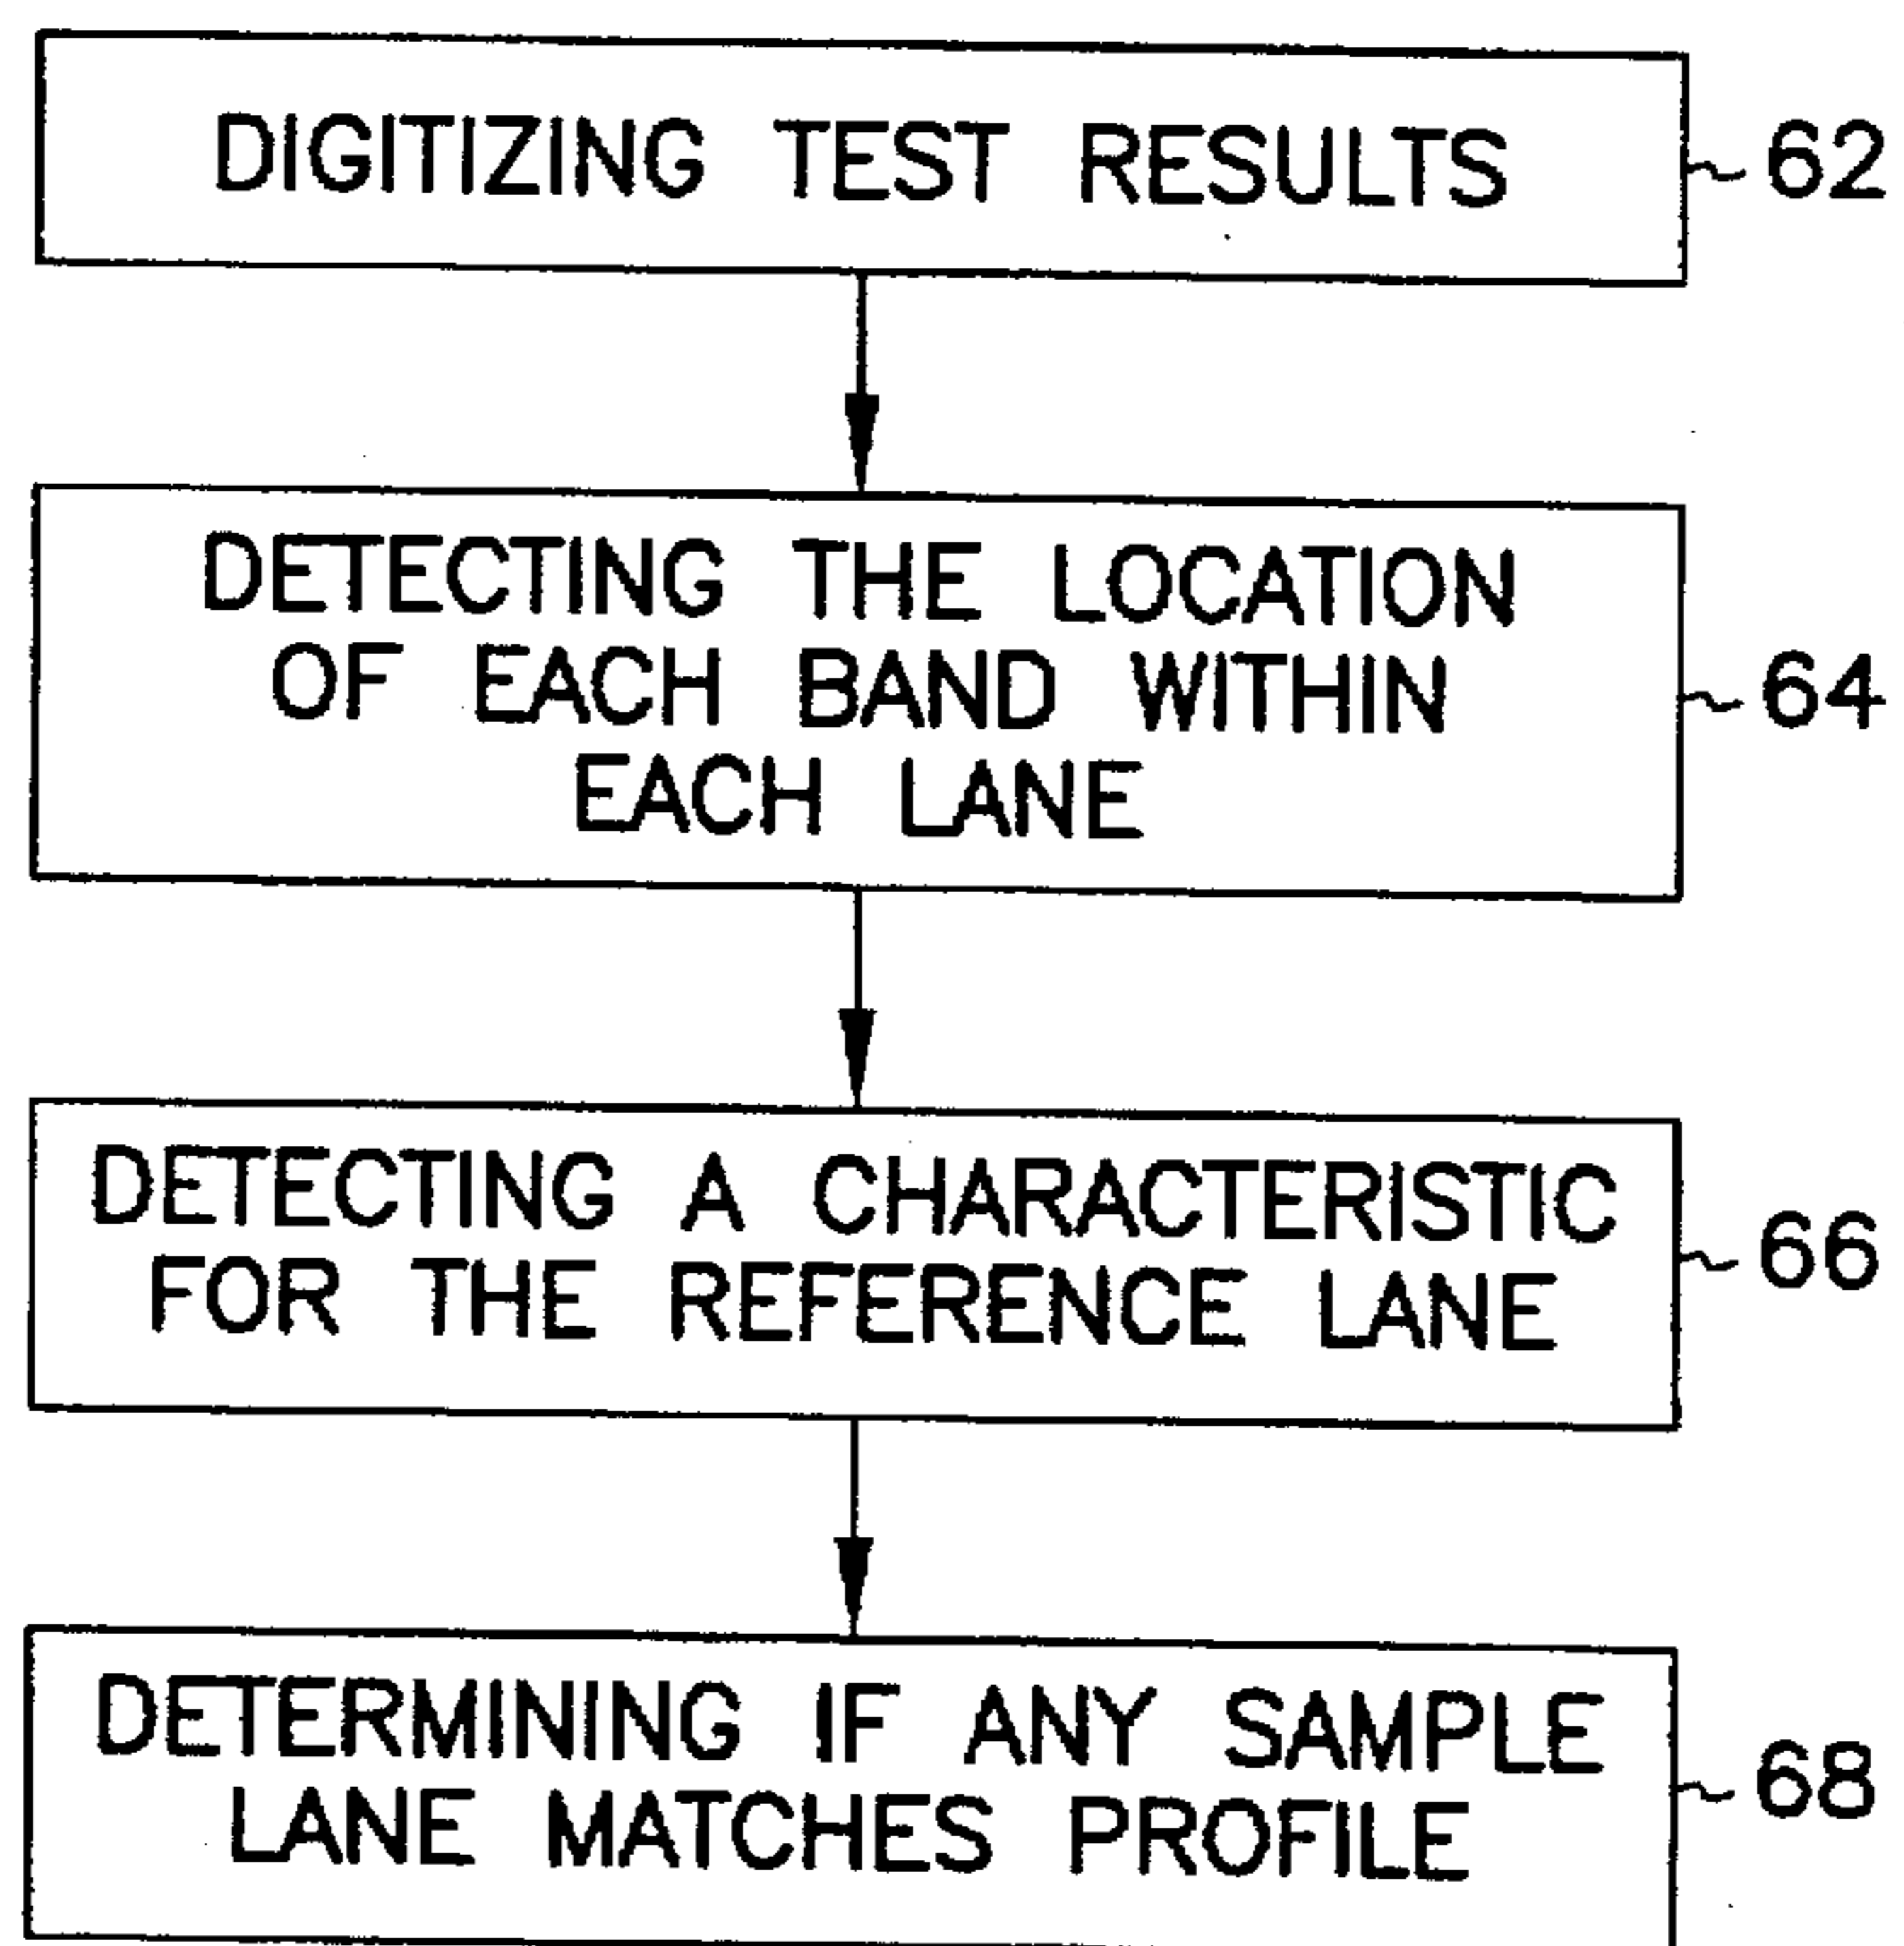 DIGITIZING TEST RESULTS
62
DETECTING THE LOCATION
OF EACH BAND WITHIN
EACH LANE
64
DETECTING A CHARACTERISTIC
FOR THE REFERENCE LANE
66
DETERMINING IF ANY SAMPLE
LANE MATCHES PROFILE
68